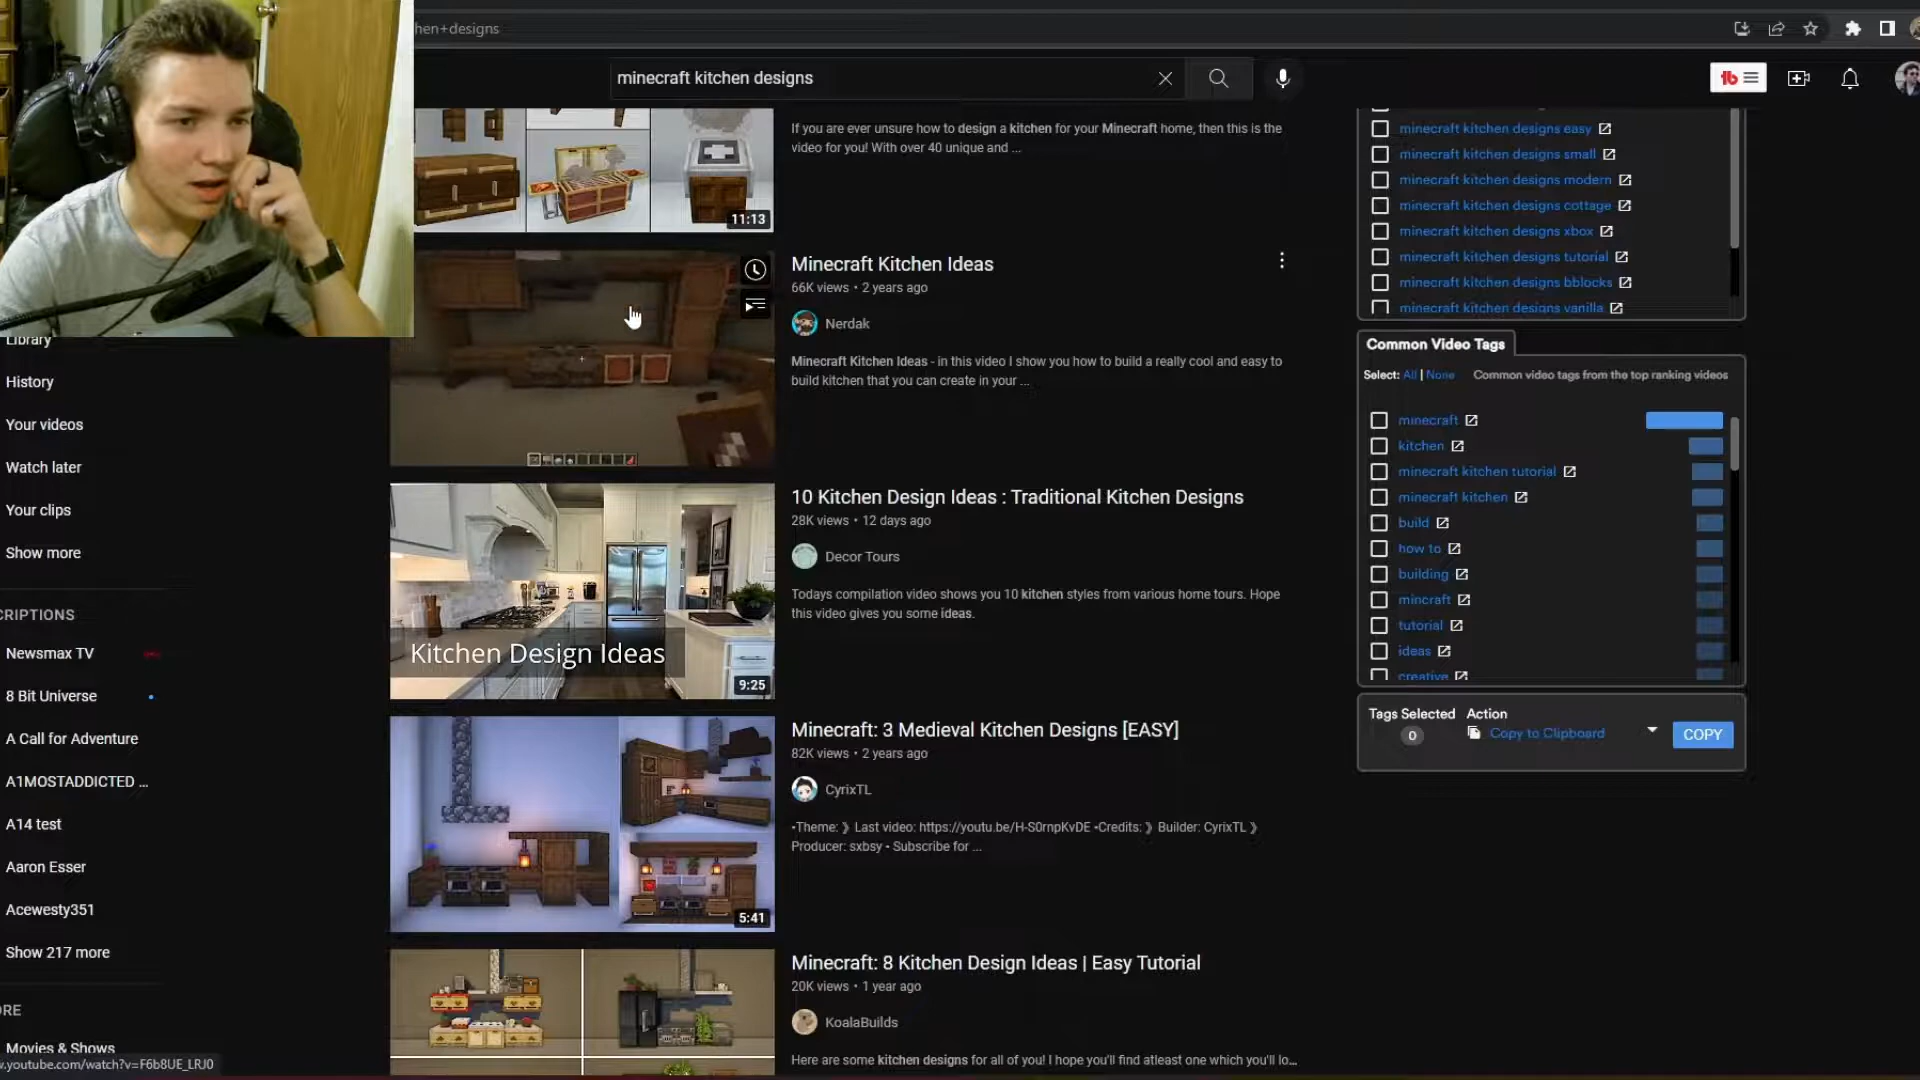 hen+designs
minecraft kitchen designs
If you are ever unsure how to design a kitchen for your Minecraft home, then this is the
video for you! With over 40 unique and ...
11:13
Minecraft Kitchen Ideas
66K views • 2 years ago
Nerdak
Minecraft Kitchen Ideas - in this video I show you how to build a really cool and easy to
build kitchen that you can create in your ...
Kitchen Design Ideas
9:25
10 Kitchen Design Ideas : Traditional Kitchen Designs
28K views • 12 days ago
Decor Tours
Todays compilation video shows you 10 kitchen styles from various home tours. Hope
this video gives you some ideas.
5:41
Minecraft: 3 Medieval Kitchen Designs [EASY]
82K views • 2 years ago
CyrixTL
•Theme: 》 Last video: https://youtu.be/H-S0rnpKvDE •Credits: 》 Builder: CyrixTL 》
Producer: sxbsy • Subscribe for ...
Minecraft: 8 Kitchen Design Ideas | Easy Tutorial
20K views • 1 year ago
KoalaBuilds
Here are some kitchen designs for all of you! I hope you'll find atleast one which you'll lo...
Library
History
Your videos
Watch later
Your clips
Show more
CRIPTIONS
Newsmax TV
8 Bit Universe
A Call for Adventure
A1MOSTADDICTED ...
A14 test
Aaron Esser
Acewesty351
Show 217 more
ORE
Movies & Shows
w.youtube.com/watch?v=F6b8UE_LRJ0
minecraft kitchen designs easy
minecraft kitchen designs small
minecraft kitchen designs modern
minecraft kitchen designs cottage
minecraft kitchen designs xbox
minecraft kitchen designs tutorial
minecraft kitchen designs bblocks
minecraft kitchen designs vanilla
Common Video Tags
Select: All | None Common video tags from the top ranking videos
minecraft
kitchen
minecraft kitchen tutorial
minecraft kitchen
build
how to
building
mincraft
tutorial
ideas
creative
Tags Selected
0
Action
Copy to Clipboard
COPY